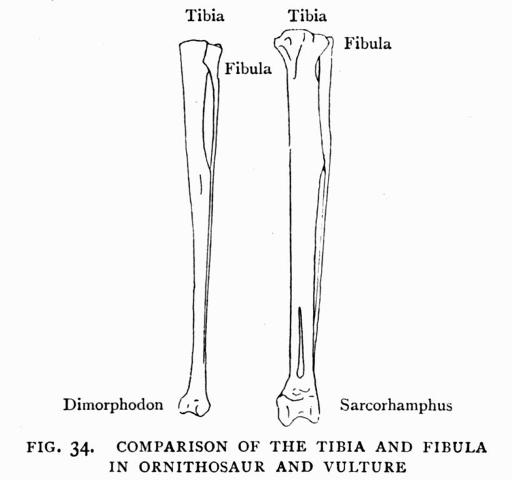 Tibia Tibia
Fibula
Fibula
Dimorphodon Sarcorhamphus
FIG. 34. COMPARISON OF THE TIBIA AND FIBULA
IN ORNITHOSAUR AND VULTURE